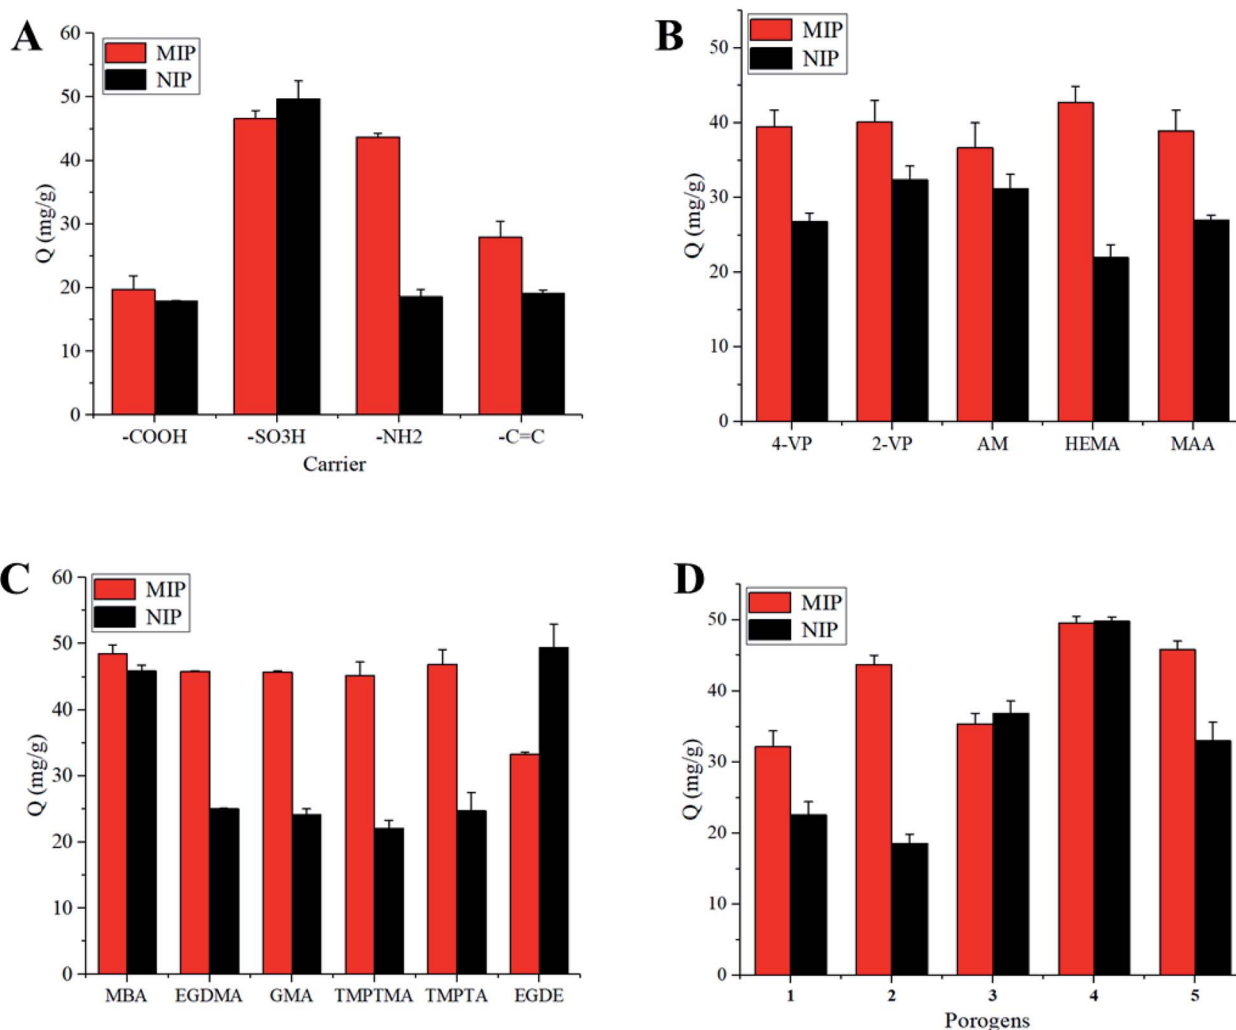 A
MIP
NIP
60
50
40
30
20
10
0
Q (mg/g)
-COOH -SO3H -NH2 -C=C
Carrier
B
MIP
NIP
50
40
30
20
10
0
Q (mg/g)
4-VP 2-VP AM HEMA MAA
C
MIP
NIP
60
50
40
30
20
10
0
Q (mg/g)
MBA EGDMA GMA TMPTMA TMPTA EGDE
D
MIP
NIP
50
40
30
20
10
0
Q (mg/g)
1 2 3 4 5
Porogens